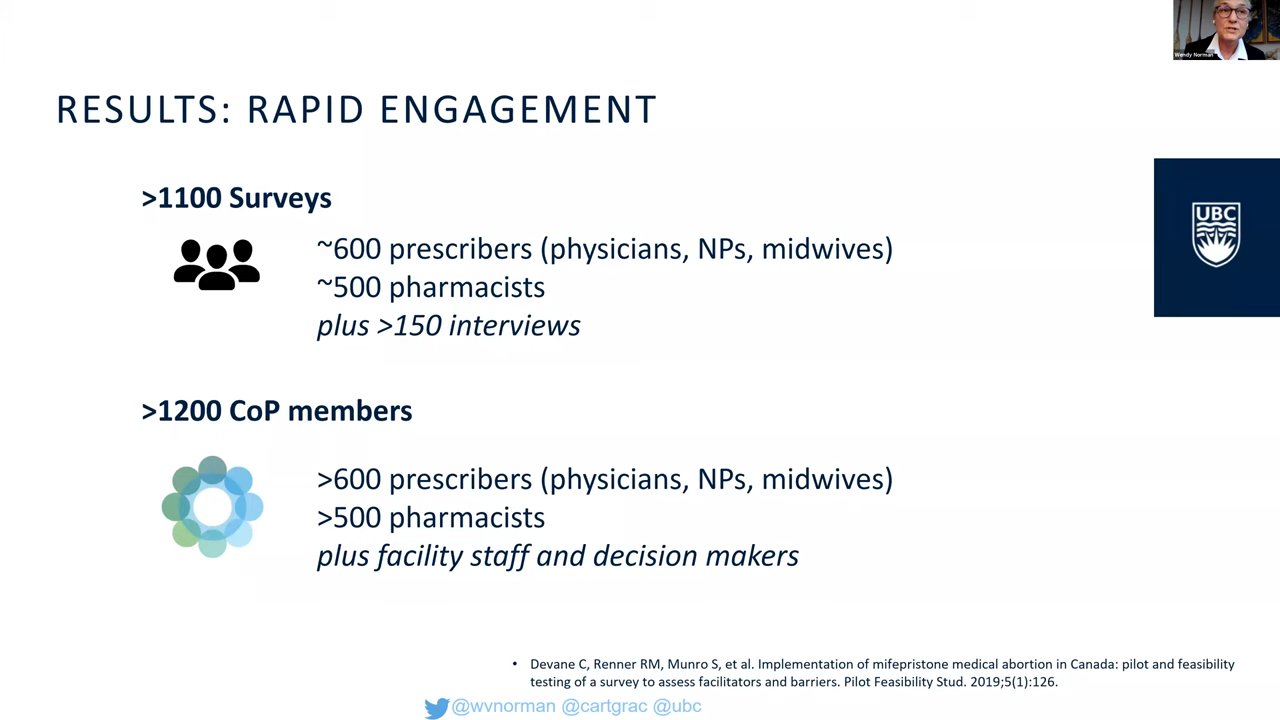 Wendy Norman
RESULTS: RAPID ENGAGEMENT
>1100 Surveys
~600 prescribers (physicians, NPs, midwives)
~500 pharmacists
plus >150 interviews
UBC
>1200 CoP members
>600 prescribers (physicians, NPs, midwives)
>500 pharmacists
plus facility staff and decision makers
• Devane C, Renner RM, Munro S, et al. Implementation of mifepristone medical abortion in Canada: pilot and feasibility
testing of a survey to assess facilitators and barriers. Pilot Feasibility Stud. 2019;5(1):126.
@wvnorman @cartgrac @ubc